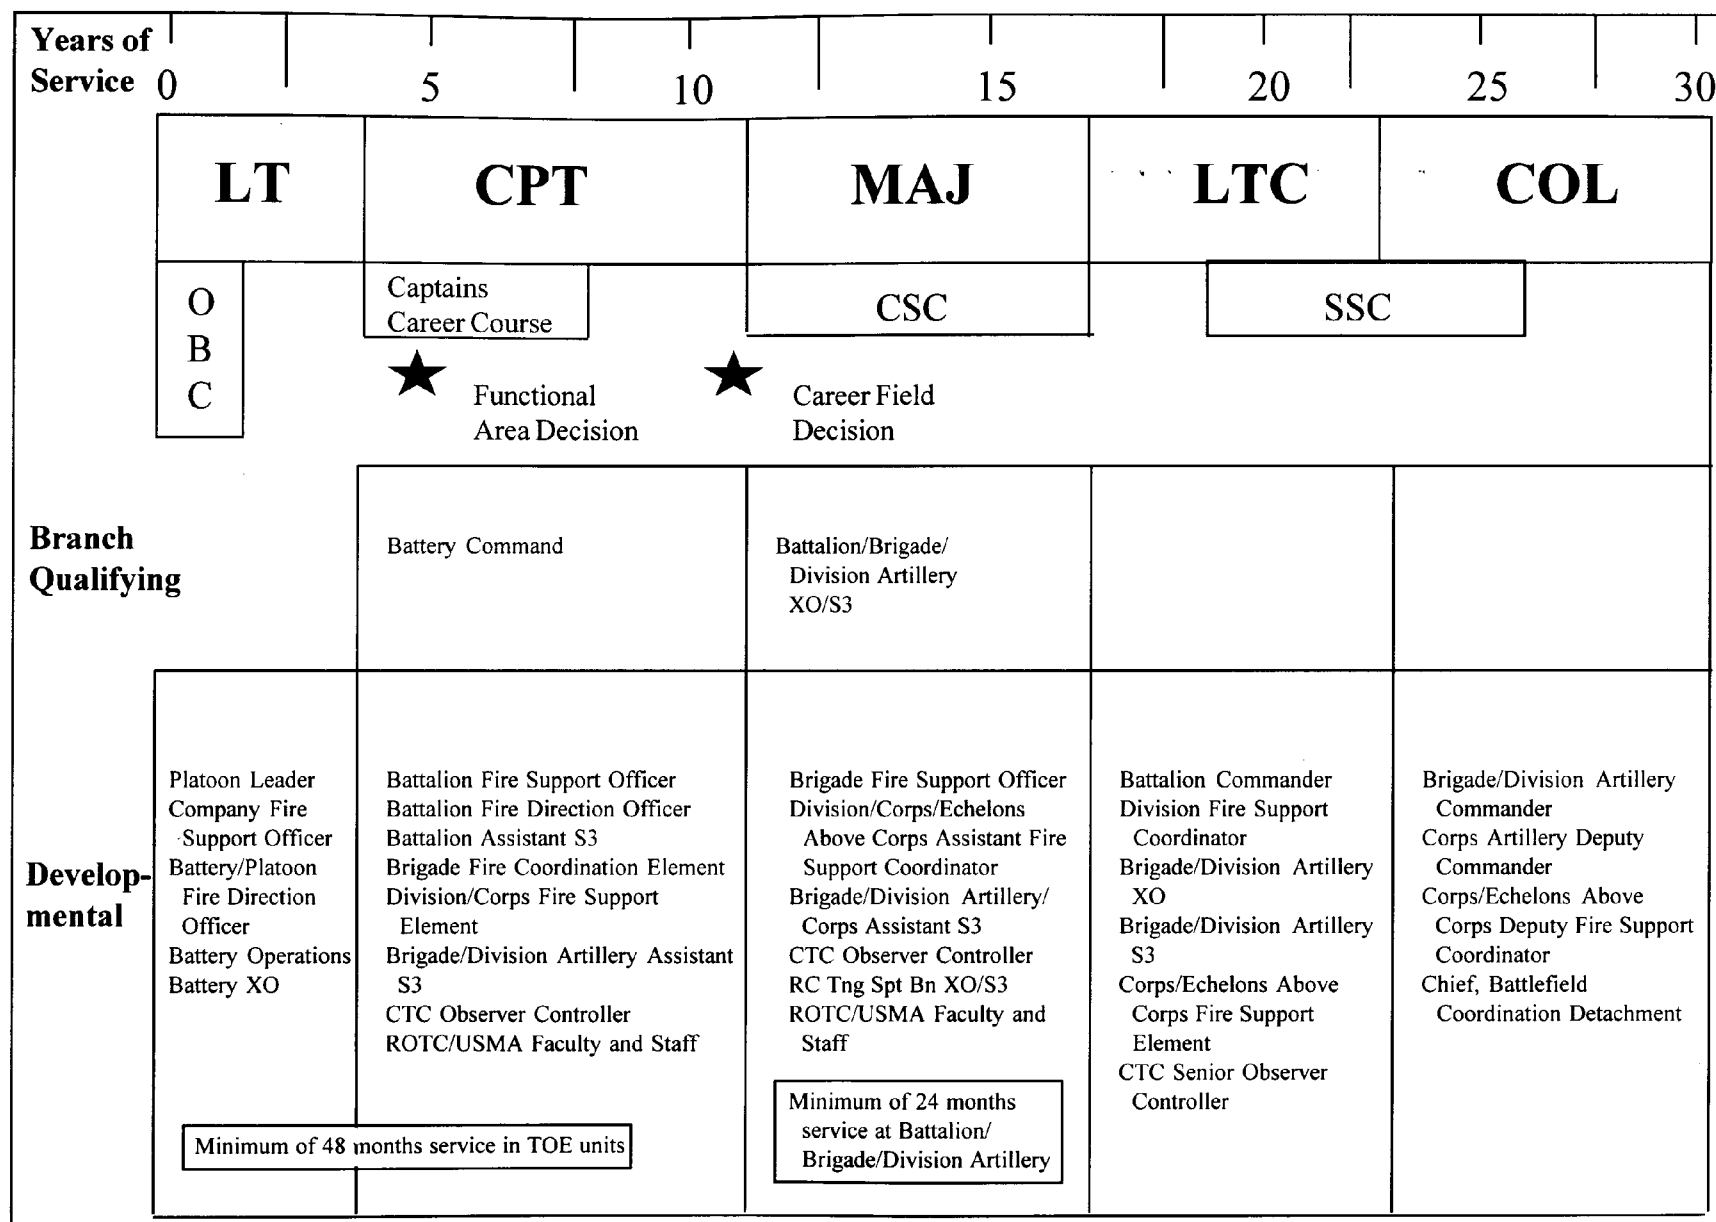 Years of
Service 0 5 10 15 20 25 30
LT CPT MAJ LTC COL
O
B
C
Captains
Career Course
CSC
SSC
Functional
Area Decision
Career Field
Decision
Branch
Qualifying
Battery Command
Battalion/Brigade/
Division Artillery
XO/S3
Develop-
mental
Platoon Leader
Company Fire
Support Officer
Battery/Platoon
Fire Direction
Officer
Battery Operations
Battery XO
Battalion Fire Support Officer
Battalion Fire Direction Officer
Battalion Assistant S3
Brigade Fire Coordination Element
Division/Corps Fire Support
Element
Brigade/Division Artillery Assistant
S3
CTC Observer Controller
ROTC/USMA Faculty and Staff
Minimum of 48 months service in TOE units
Brigade Fire Support Officer
Division/Corps/Echelons
Above Corps Assistant Fire
Support Coordinator
Brigade/Division Artillery/
Corps Assistant S3
CTC Observer Controller
RC Tng Spt Bn XO/S3
ROTC/USMA Faculty and
Staff
Minimum of 24 months
service at Battalion/
Brigade/Division Artillery
Battalion Commander
Division Fire Support
Coordinator
Brigade/Division Artillery
XO
Brigade/Division Artillery
S3
Corps/Echelons Above
Corps Fire Support
Element
CTC Senior Observer
Controller
Brigade/Division Artillery
Commander
Corps Artillery Deputy
Commander
Corps/Echelons Above
Corps Deputy Fire Support
Coordinator
Chief, Battlefield
Coordination Detachment